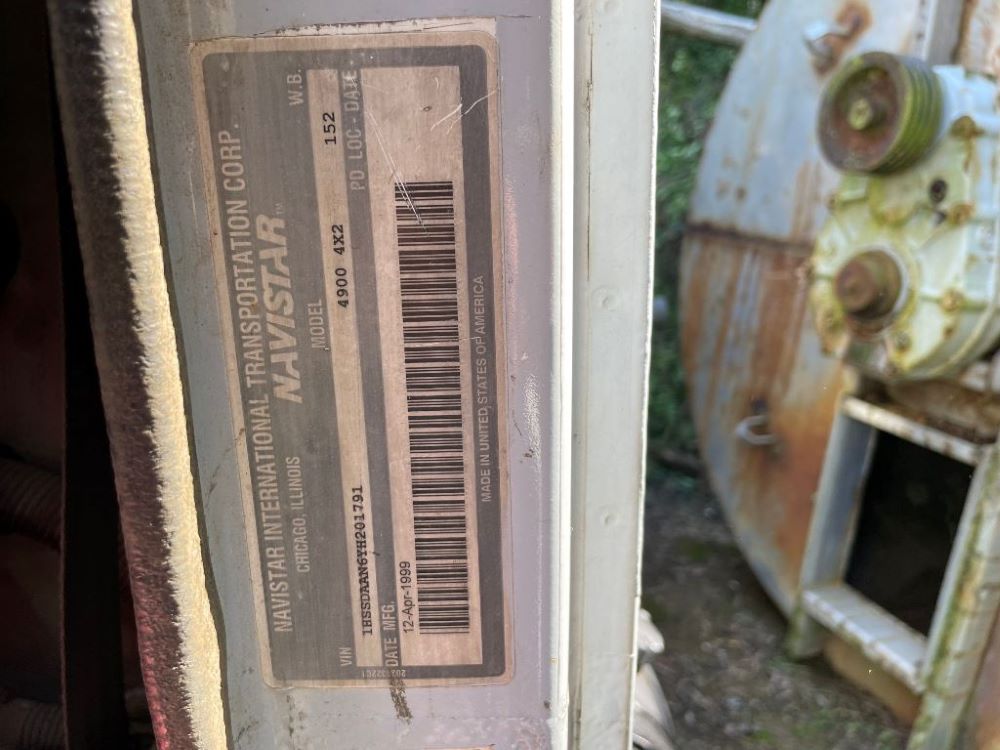 NAVISTAR INTERNATIONAL TRANSPORTATION CORP.
CHICAGO, ILLINOIS
NAVISTAR™
VIN MODEL W.B.
1HSSDAAN6YH201791 4900 4X2 152
DATE MFG. PD LOC - DATE
12-Apr-1999
MADE IN UNITED STATES OF AMERICA